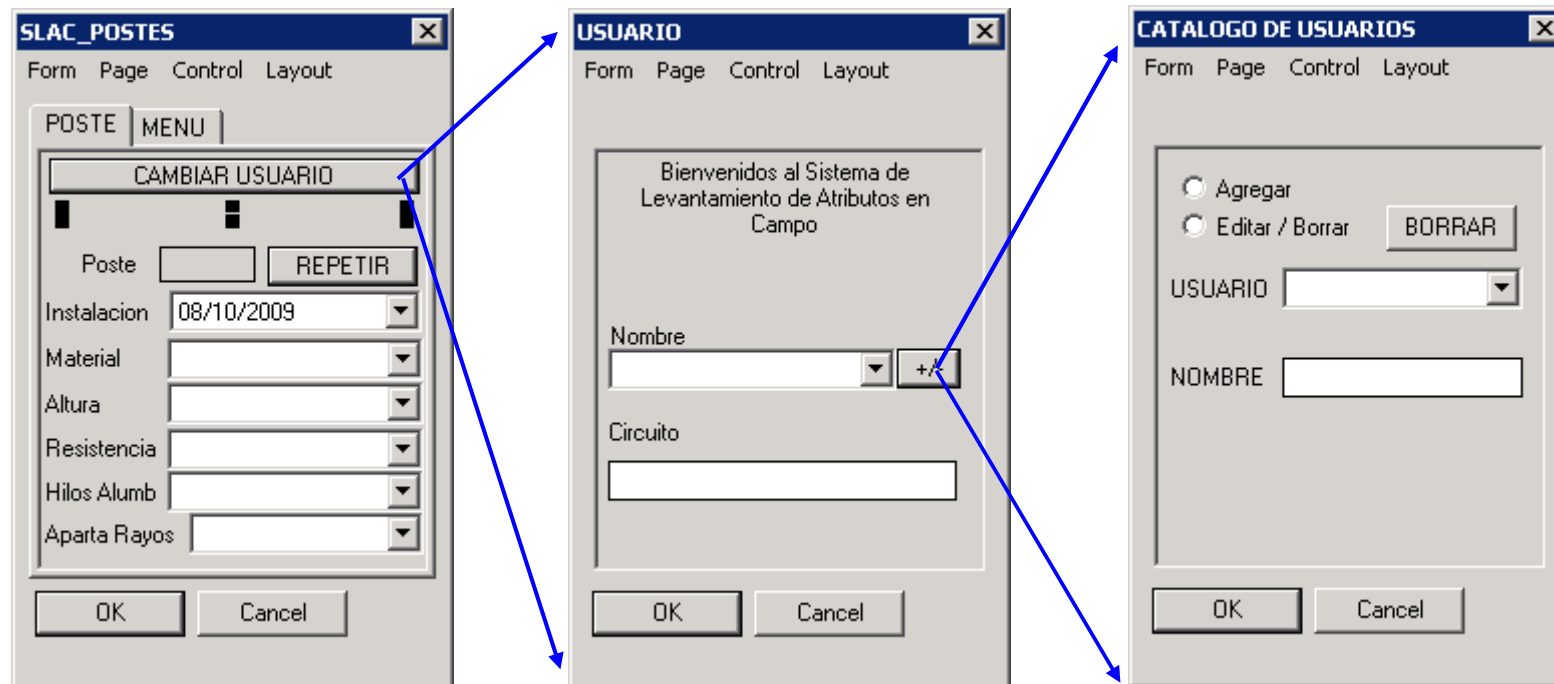 SLAC_POSTES
Form Page Control Layout
POSTE MENU
CAMBIAR USUARIO
Poste REPETIR
Instalacion 08/10/2009
Material
Altura
Resistencia
Hilos Alumb
Aparta Rayos
OK Cancel
USUARIO
Form Page Control Layout
Bienvenidos al Sistema de
Levantamiento de Atributos en
Campo
Nombre
+/-
Circuito
OK Cancel
CATALOGO DE USUARIOS
Form Page Control Layout
Agregar
Editar / Borrar BORRAR
USUARIO
NOMBRE
OK Cancel